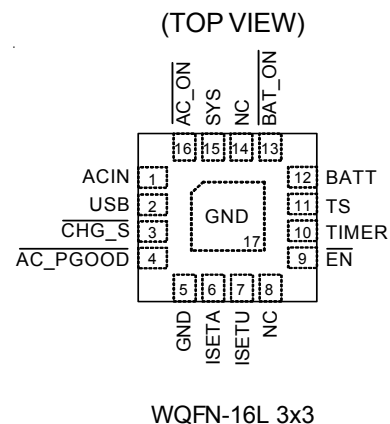 (TOP VIEW)
AC_ON
SYS
NC
BAT_ON
16 15 14 13
ACIN 1
USB 2
CHG_S 3
AC_PGOOD 4
12 BATT
11 TS
10 TIMER
9 EN
GND
17
5 6 7 8
GND
ISETA
ISETU
NC
WQFN-16L 3x3